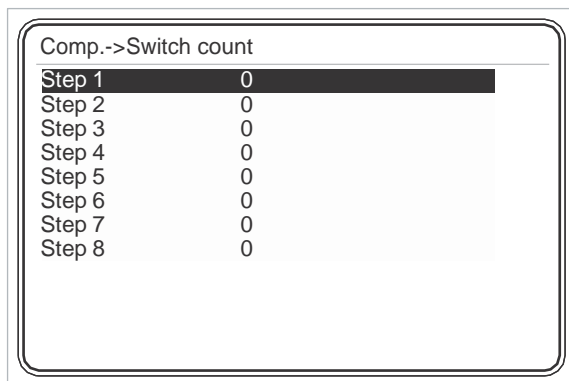 Comp.->Switch count
Step 1 0
Step 2 0
Step 3 0
Step 4 0
Step 5 0
Step 6 0
Step 7 0
Step 8 0